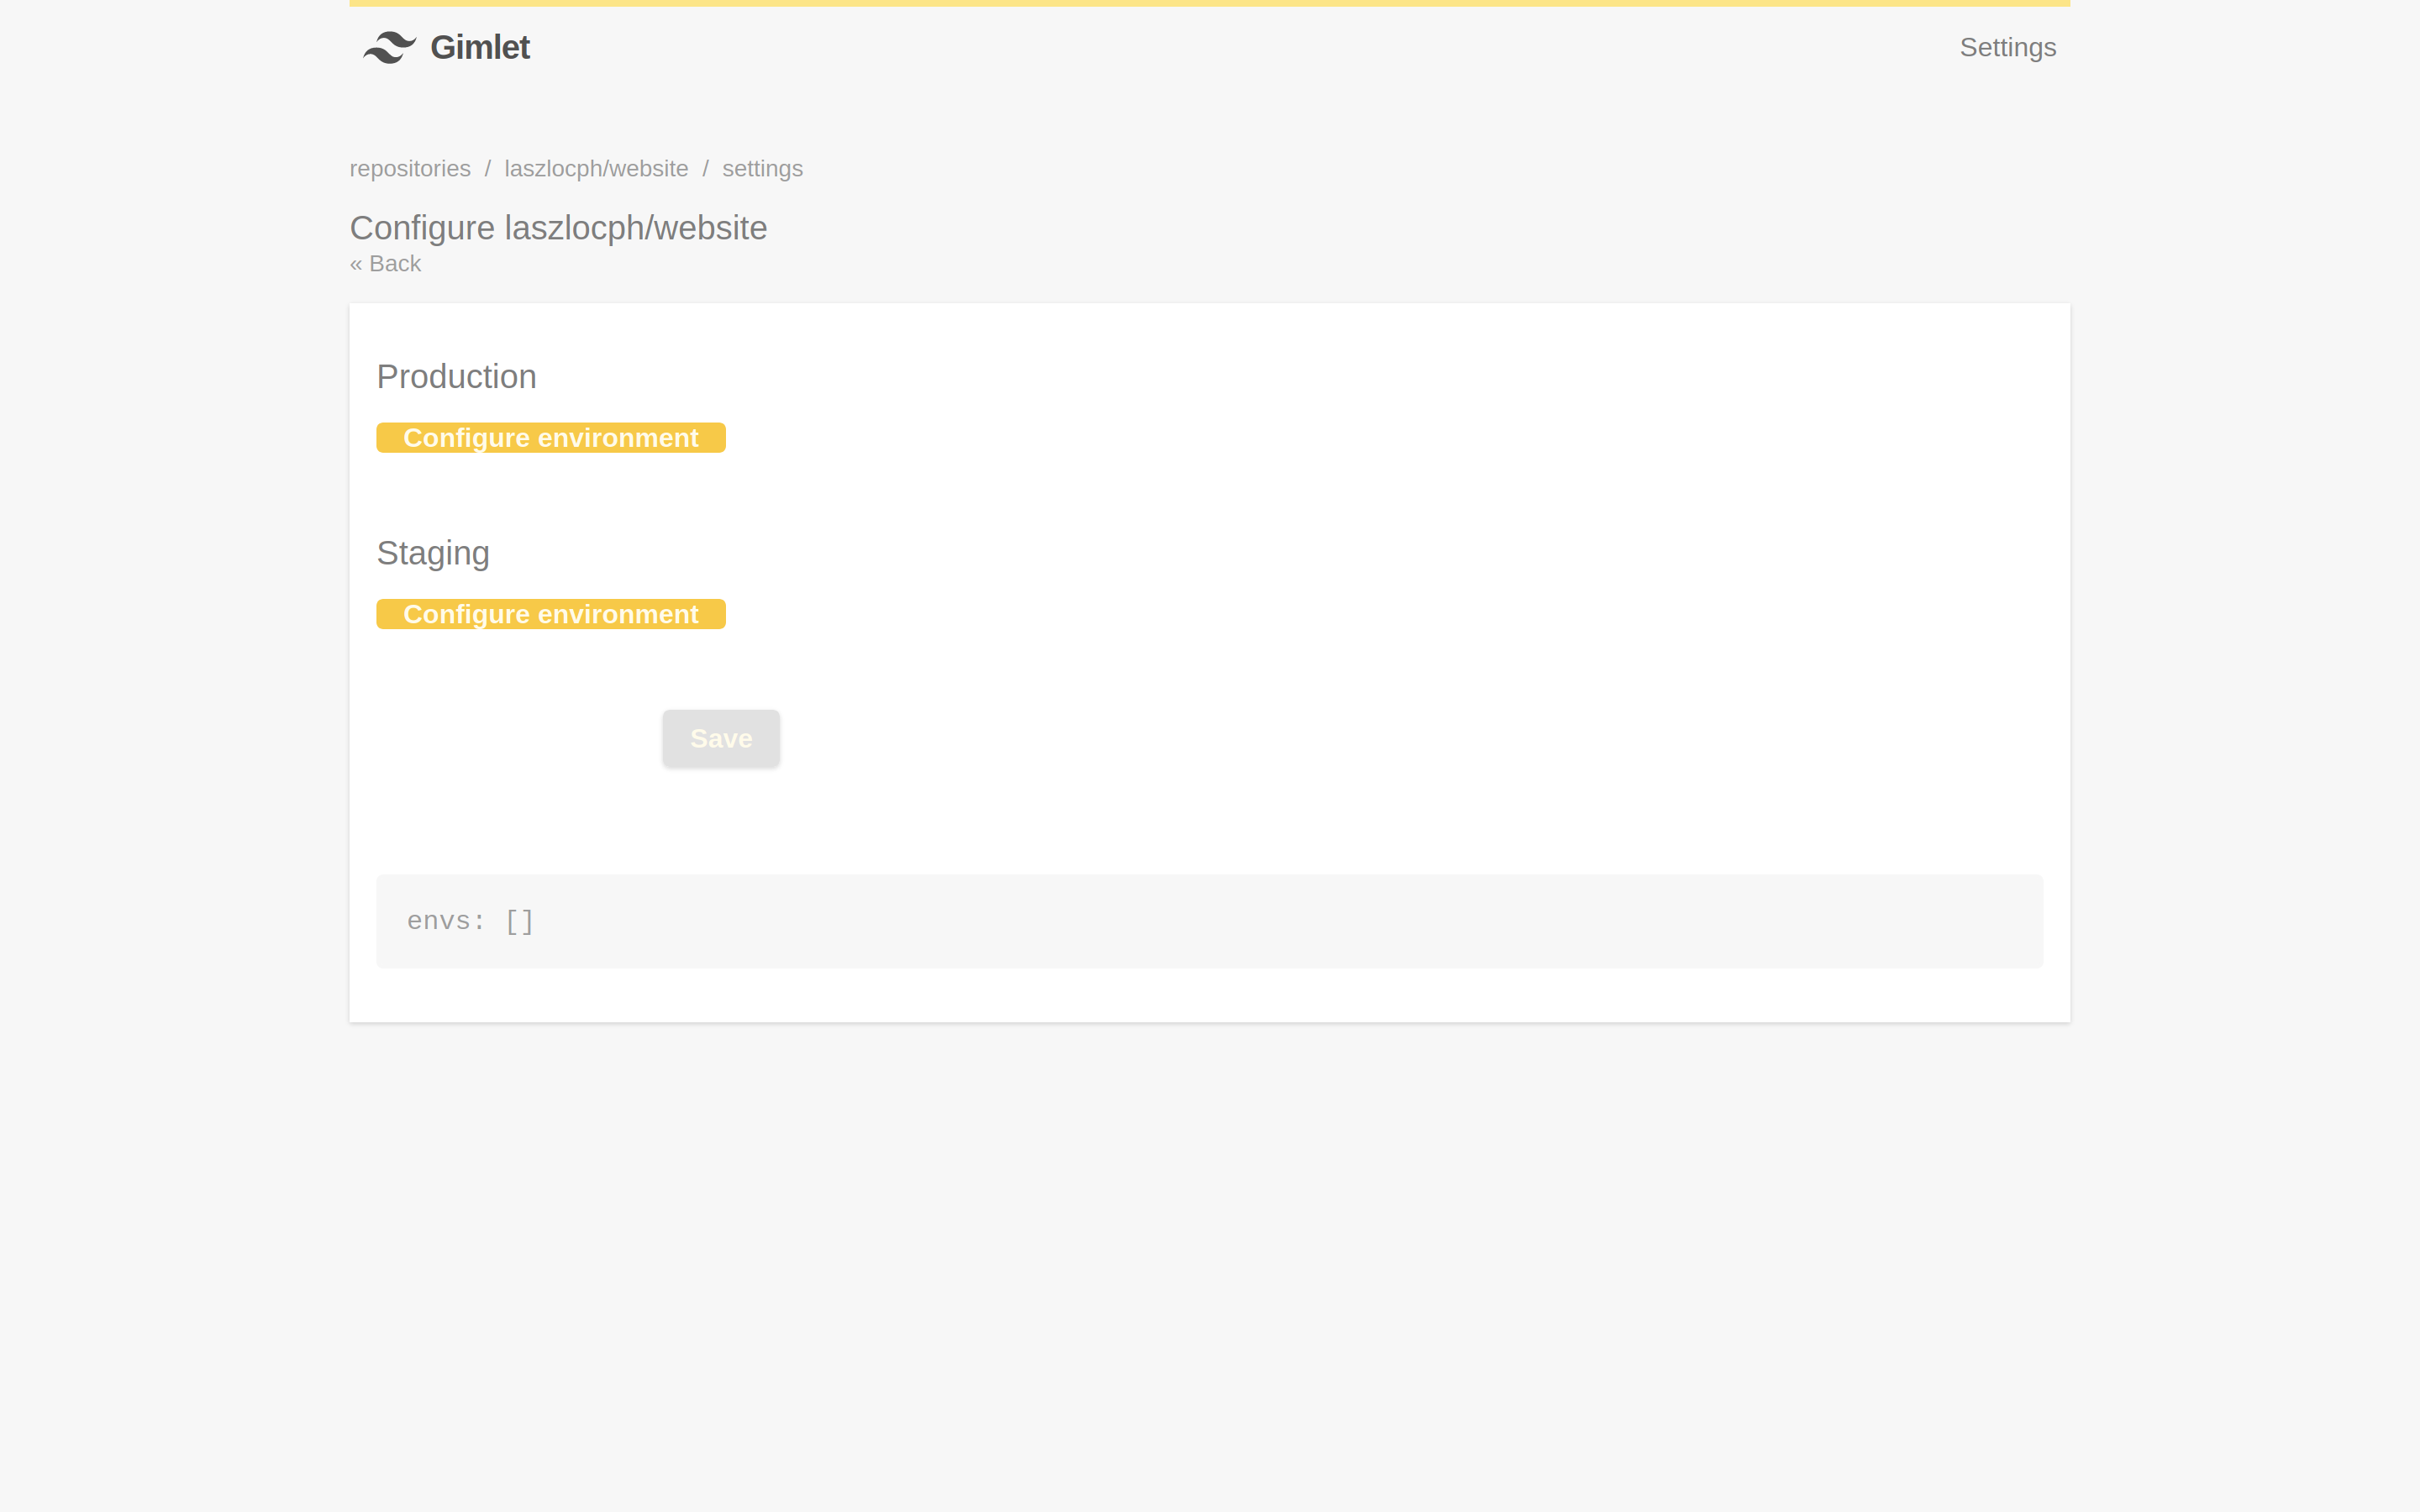 Gimlet
Settings
repositories / laszlocph/website / settings
Configure laszlocph/website
« Back
Production
Configure environment
Staging
Configure environment
Save
envs: []